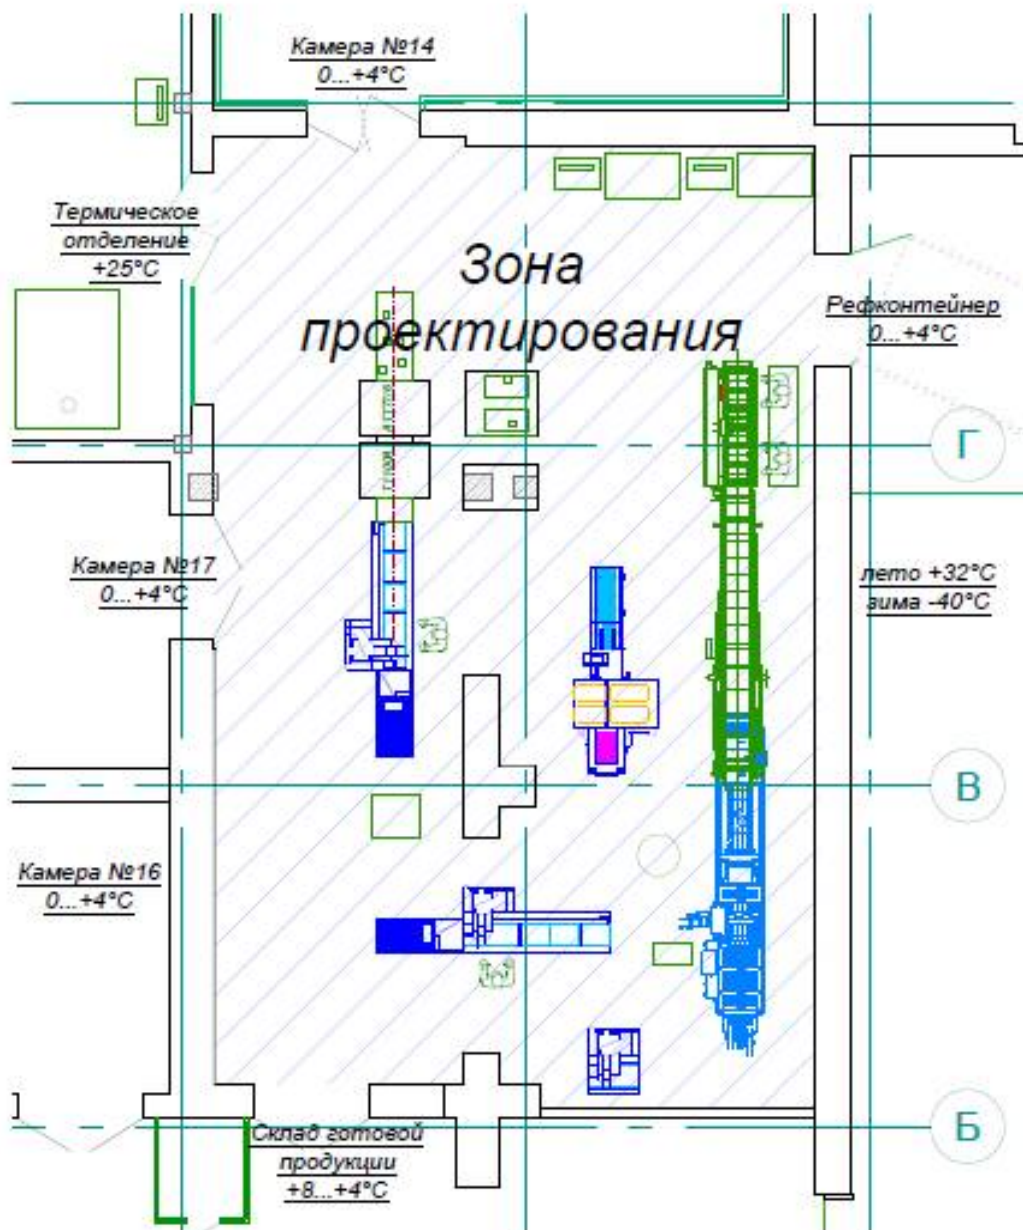 Камера №14
0...+4°С
Термическое
отделение
+25°С
Зона
проектирования
Рефконтейнер
0...+4°С
Г
Камера №17
0...+4°С
лето +32°С
зима -40°С
В
Камера №16
0...+4°С
Б
Склад готовой
продукции
+8...+4°С